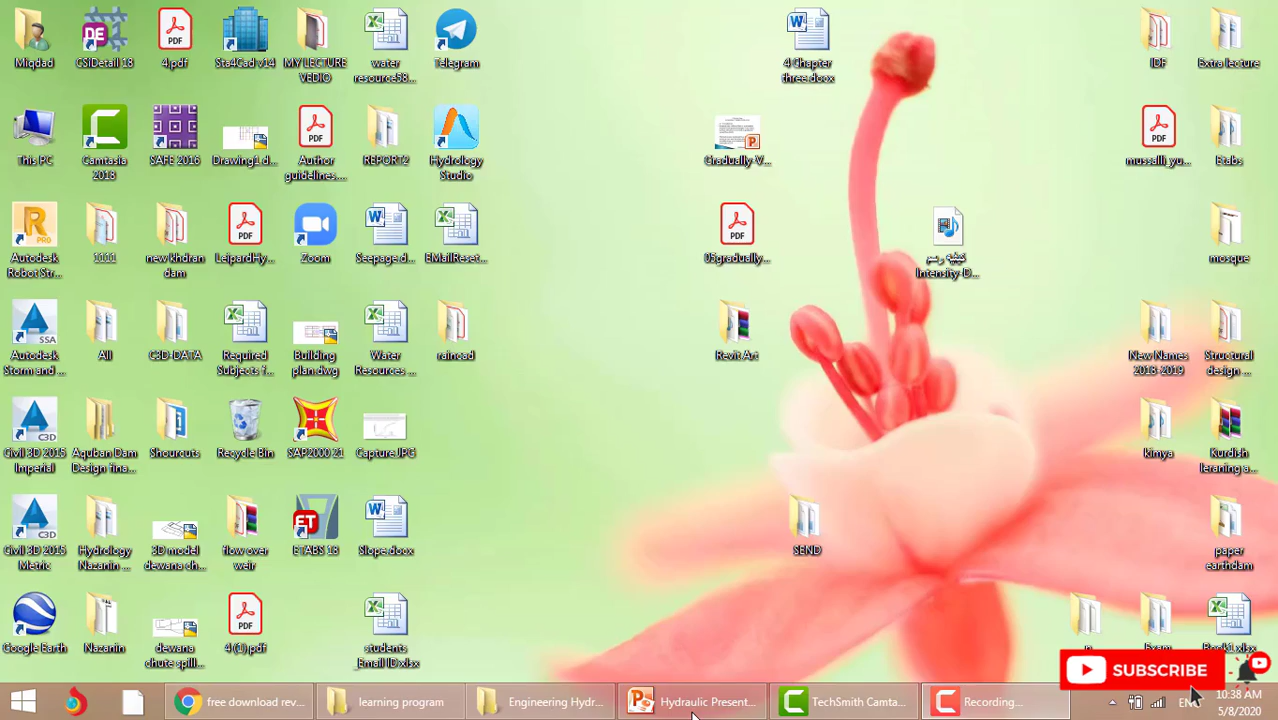 Miqdad
CSiDetail 18
4.pdf
Sta4Cad v14
MY LECTURE
VEDIO
water
resource58...
Telegram
4 Chapter
three.docx
IDF
Extra lecture
This PC
Camtasia
2018
SAFE 2016
Drawing1 d...
Author
guidelines....
REPORT2
Hydrology
Studio
Gradually-V...
mussalli_yu...
Etabs
Autodesk
Robot Str...
1111
new khdran
dam
LeipardHy...
Zoom
Seepage.d...
EMailReset...
03gradually...
Intensity-D...
mosque
Autodesk
Storm and ...
All
C3D-DATA
Required
Subjects f...
Building
plan.dwg
Water
Resources ...
rainoad
Revit Art
New Names
2018-2019
Structural
design ...
Civil 3D 2015
Imperial
Aquban Dam
Design fina...
Shourouts
Recycle Bin
SAP2000 21
Capture.JPG
kimya
Kurdish
leraning a...
Civil 3D 2015
Metric
Hydrology
Nazanin ...
3D model
dewana ch...
flow over
weir
ETABS 18
Slope.docx
SEND
paper
earthdam
Google Earth
Nazanin
dewana
chute spill...
4 (1).pdf
students
_Email ID.xlsx
Exam
Book1.xlsx
SUBSCRIBE
free download rev...
learning program
Engineering Hydr...
Hydraulic Present...
TechSmith Camta...
Recording...
10:38 AM
5/8/2020